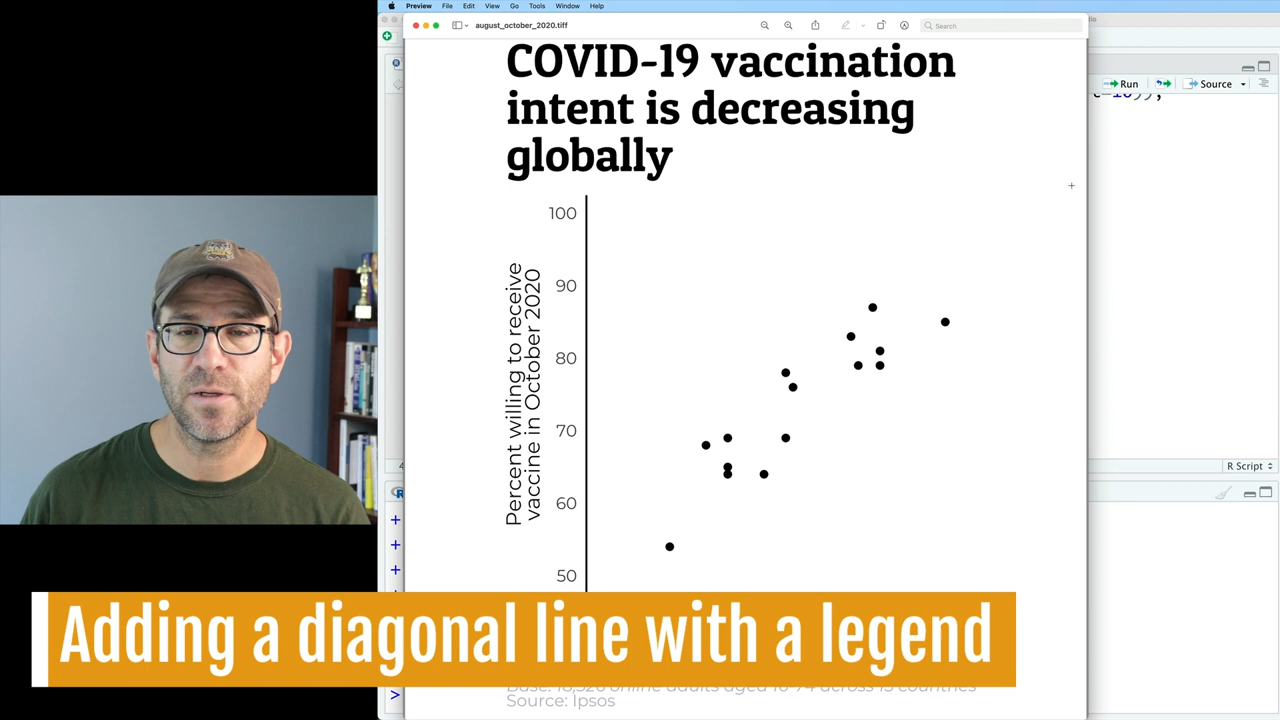 Preview File Edit View Go Tools Window Help
august_october_2020.tiff
Search
COVID-19 vaccination
intent is decreasing
globally
Run
Source
100
90
80
70
60
50
Percent willing to receive
vaccine in October 2020
R Script
Adding a diagonal line with a legend
Source: Ipsos